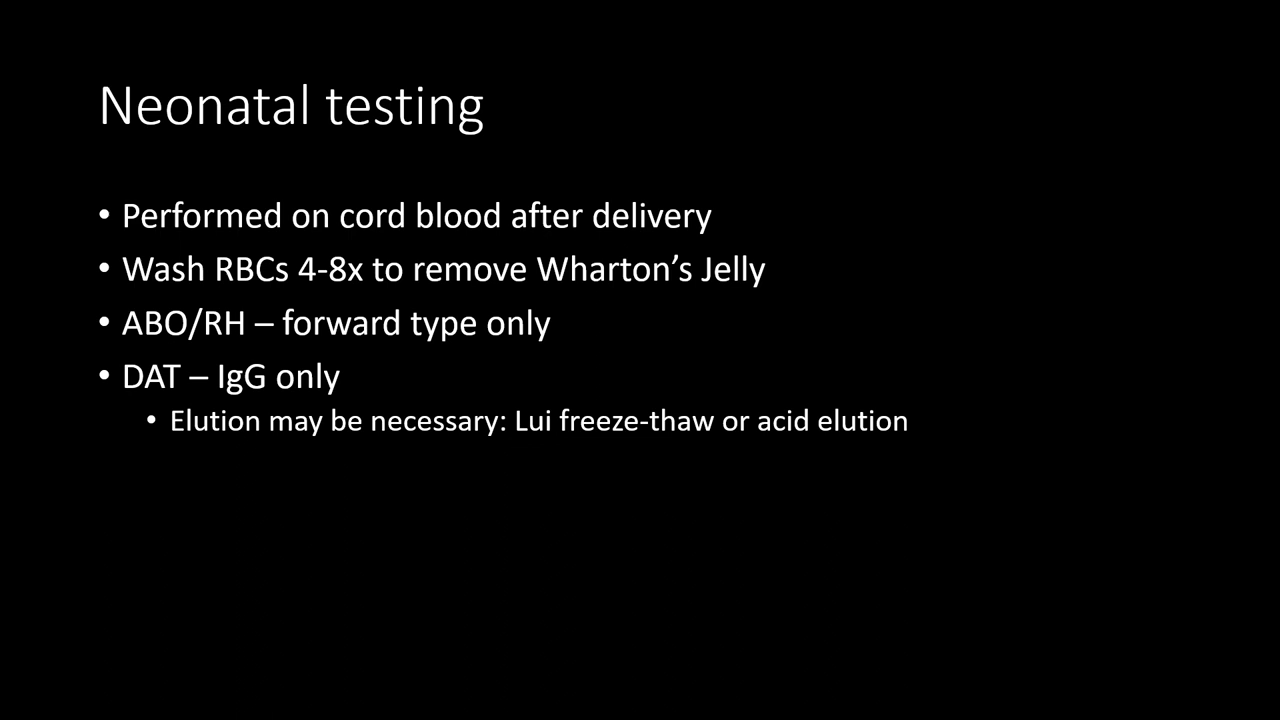 Neonatal testing
• Performed on cord blood after delivery
• Wash RBCs 4-8x to remove Wharton’s Jelly
• ABO/RH – forward type only
• DAT – IgG only
• Elution may be necessary: Lui freeze-thaw or acid elution